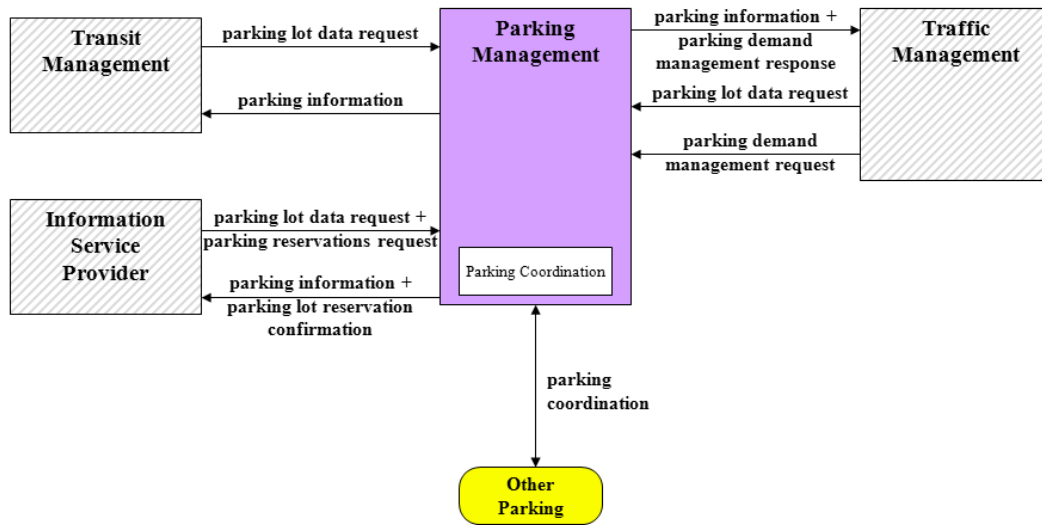 Transit
Management
parking lot data request
parking information
Parking
Management
parking information +
parking demand
management response
parking lot data request
parking demand
management request
Traffic
Management
Information
Service
Provider
parking lot data request +
parking reservations request
parking information +
parking lot reservation
confirmation
Parking Coordination
parking
coordination
Other
Parking